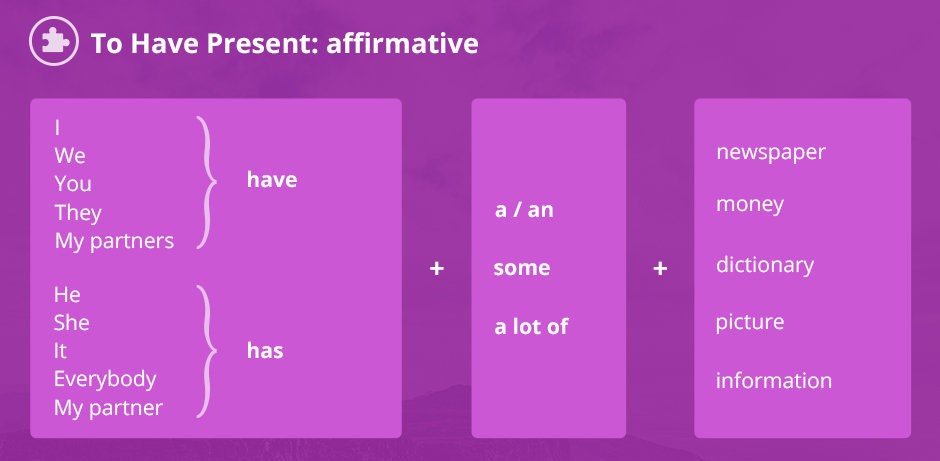 To Have Present: affirmative
I
We
You
They
My partners
have
He
She
It
Everybody
My partner
has
+
a / an
some
a lot of
+
newspaper
money
dictionary
picture
information